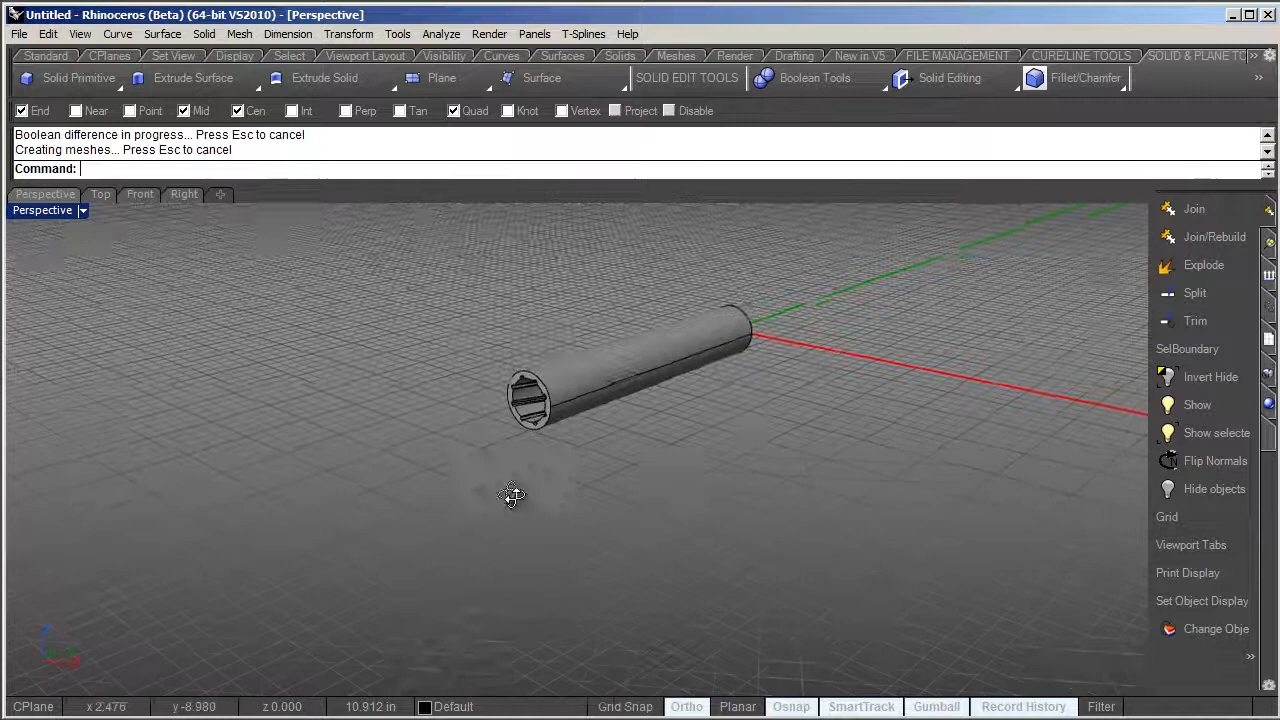 Untitled - Rhinoceros (Beta) (64-bit VS2010) - [Perspective]
File Edit View Curve Surface Solid Mesh Dimension Transform Tools Analyze Render Panels T-Splines Help
Standard CPlanes Set View Display Select Viewport Layout Visibility Curves Surfaces Solids Meshes Render Drafting New in V5 FILE MANAGEMENT CURE/LINE TOOLS SOLID & PLANE TO
Solid Primitive Extrude Surface Extrude Solid Plane Surface SOLID EDIT TOOLS Boolean Tools Solid Editing Fillet/Chamfer
End Near Point Mid Cen Int Perp Tan Quad Knot Vertex Project Disable
Boolean difference in progress... Press Esc to cancel
Creating meshes... Press Esc to cancel
Command:
Perspective Top Front Right
Perspective
Join
Join/Rebuild
Explode
Split
Trim
SelBoundary
Invert Hide
Show
Show selecte
Flip Normals
Hide objects
Grid
Viewport Tabs
Print Display
Set Object Display
Change Obje
CPlane x 2.476 y -8.980 z 0.000 10.912 in Default Grid Snap Ortho Planar Osnap SmartTrack Gumball Record History Filter